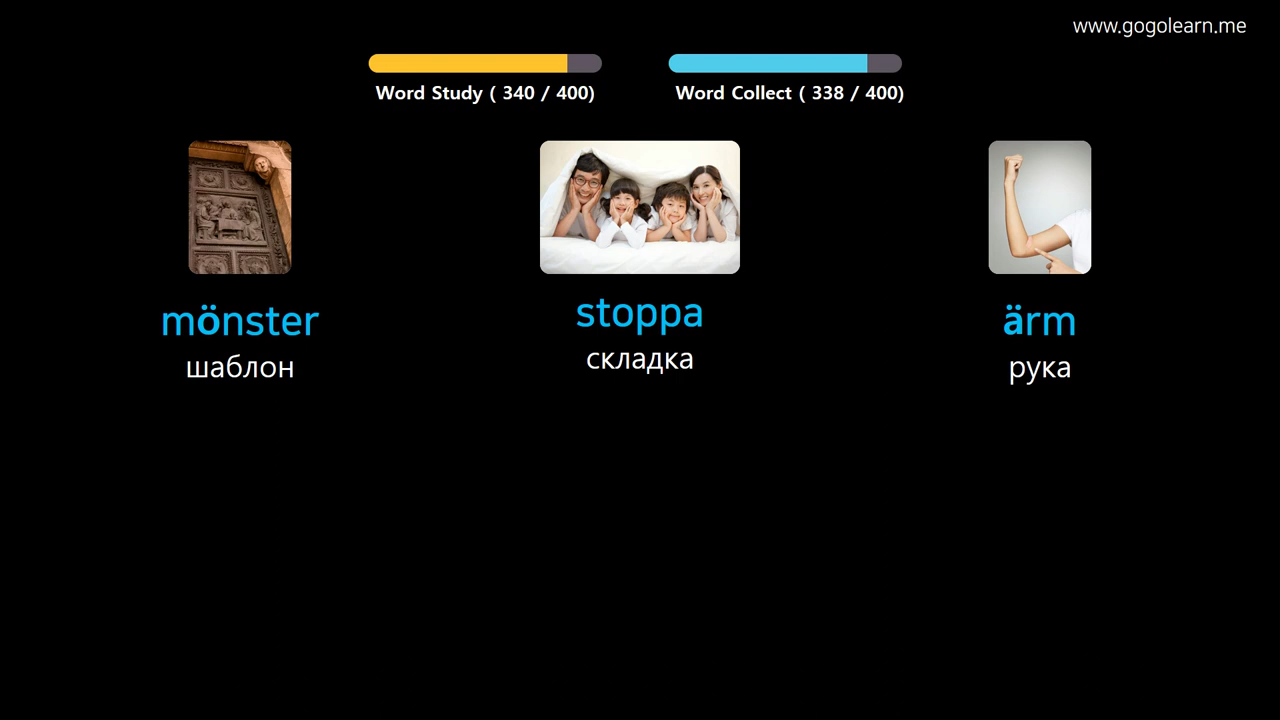 www.gogolearn.me
Word Study ( 340 / 400)
Word Collect ( 338 / 400)
mönster
stoppa
ärm
шаблон
складка
рука